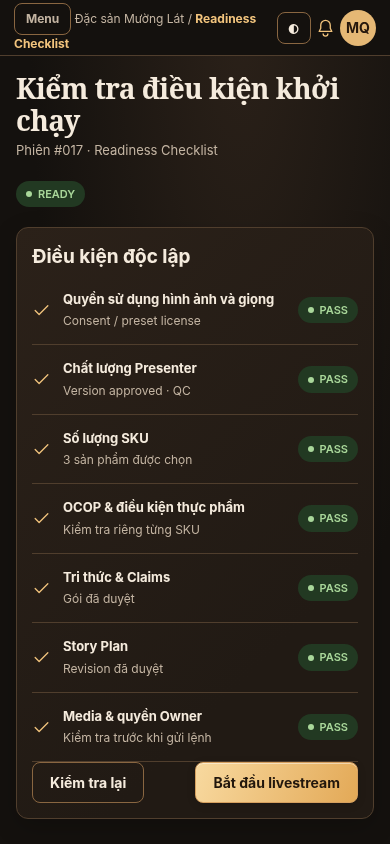 Menu Đặc sản Mường Lát / Readiness
Checklist
MQ
Kiểm tra điều kiện khởi
chạy
Phiên #017 · Readiness Checklist
READY
Điều kiện độc lập
Quyền sử dụng hình ảnh và giọng
Consent / preset license
PASS
Chất lượng Presenter
Version approved · QC
PASS
Số lượng SKU
3 sản phẩm được chọn
PASS
OCOP & điều kiện thực phẩm
Kiểm tra riêng từng SKU
PASS
Tri thức & Claims
Gói đã duyệt
PASS
Story Plan
Revision đã duyệt
PASS
Media & quyền Owner
Kiểm tra trước khi gửi lệnh
PASS
Kiểm tra lại
Bắt đầu livestream